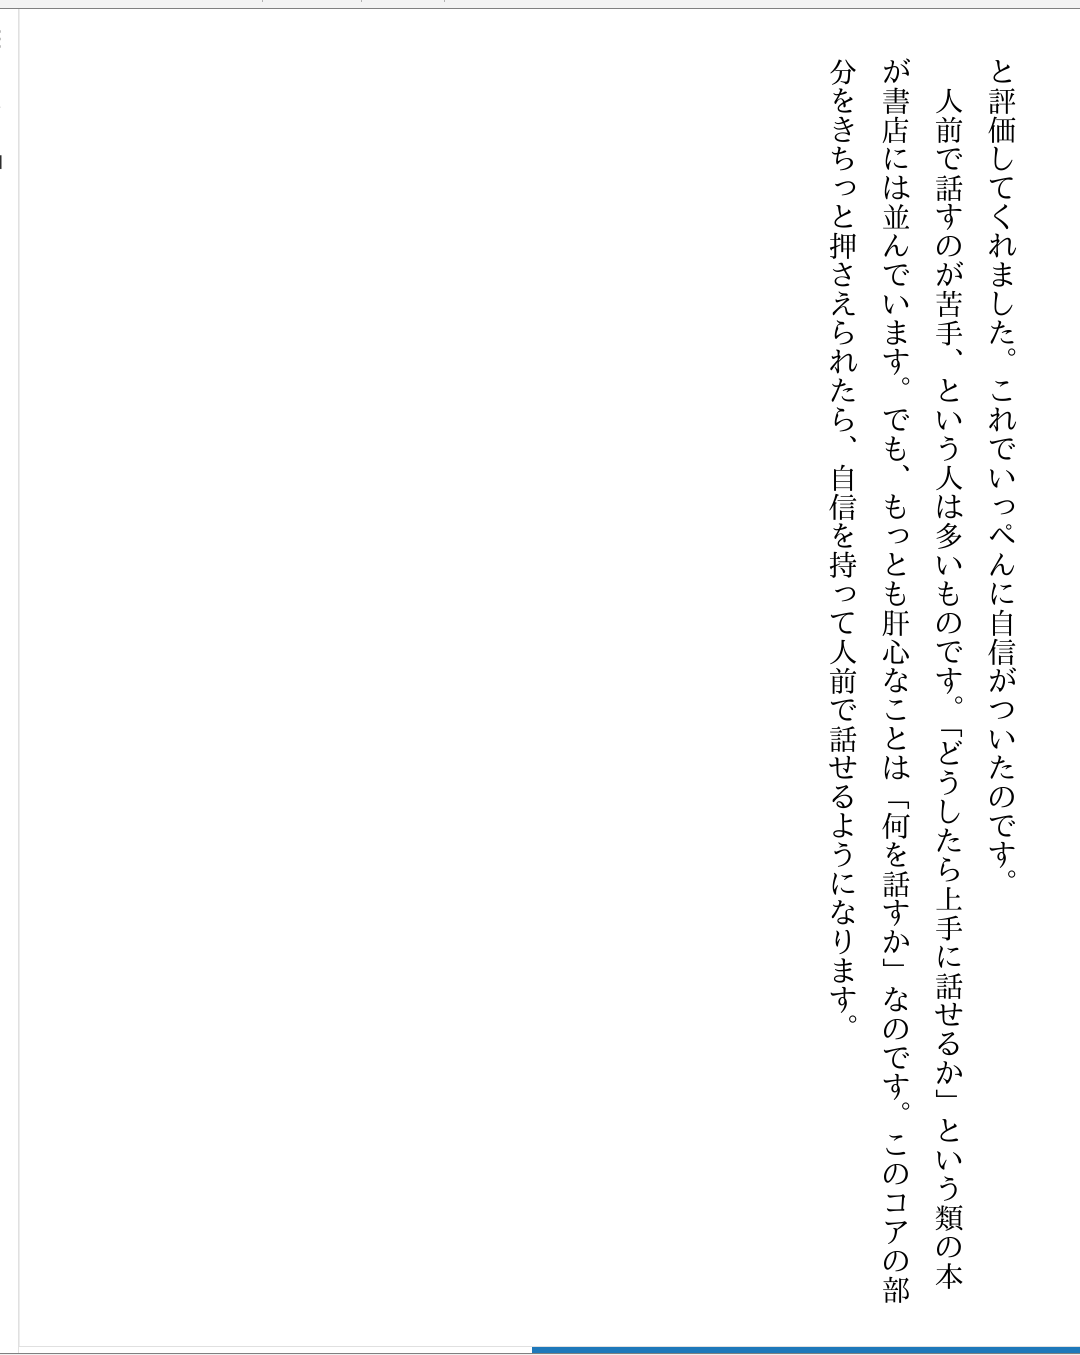 と評価してくれました。これでいっぺんに自信がついたのです。
　人前で話すのが苦手、という人は多いものです。「どうしたら上手に話せるか」という類の本
が書店には並んでいます。でも、もっとも肝心なことは「何を話すか」なのです。このコアの部
分をきちっと押さえられたら、自信を持って人前で話せるようになります。